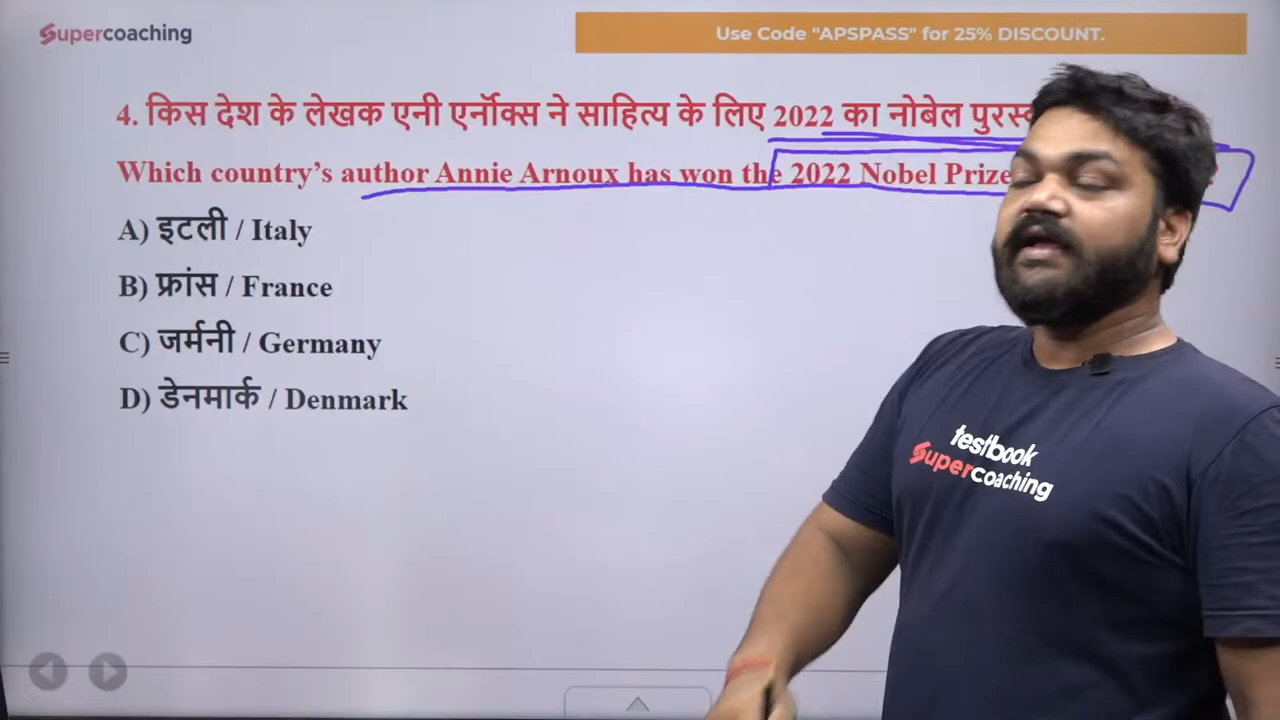 Supercoaching
Use Code "APSPASS" for 25% DISCOUNT.
4. किस देश के लेखक एनी एर्नॉक्स ने साहित्य के लिए 2022 का नोबेल
Which country’s author Annie Arnoux has won the 2022 Nobel Prize
A) इटली / Italy
B) फ्रांस / France
C) जर्मनी / Germany
D) डेनमार्क / Denmark
testbook
Supercoaching